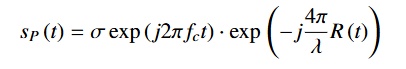 s_P(t) = σ exp(j2πf_c t) · exp(−j (4π/λ) R(t))